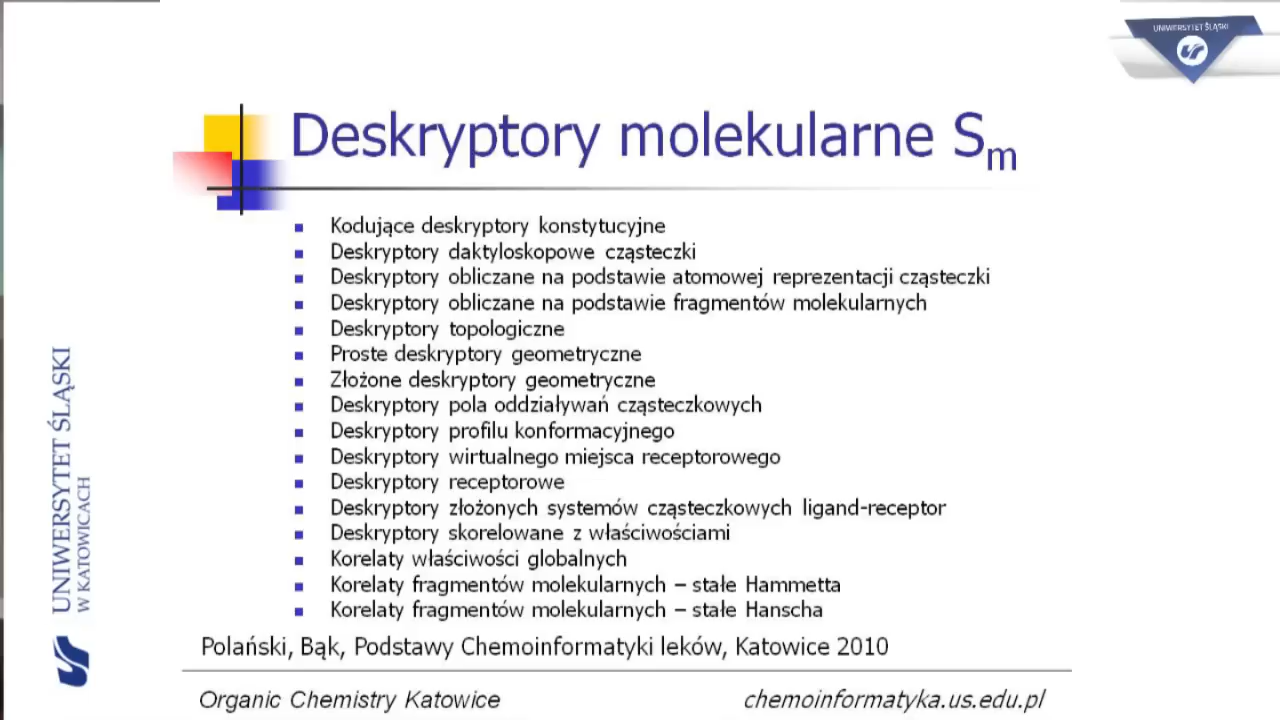 UNIWERSYTET ŚLĄSKI
Deskryptory molekularne Sm
Kodujące deskryptory konstytucyjne
Deskryptory daktyloskopowe cząsteczki
Deskryptory obliczane na podstawie atomowej reprezentacji cząsteczki
Deskryptory obliczane na podstawie fragmentów molekularnych
Deskryptory topologiczne
Proste deskryptory geometryczne
Złożone deskryptory geometryczne
Deskryptory pola oddziaływań cząsteczkowych
Deskryptory profilu konformacyjnego
Deskryptory wirtualnego miejsca receptorowego
Deskryptory receptorowe
Deskryptory złożonych systemów cząsteczkowych ligand-receptor
Deskryptory skorelowane z właściwościami
Korelaty właściwości globalnych
Korelaty fragmentów molekularnych – stałe Hammetta
Korelaty fragmentów molekularnych – stałe Hanscha
Polański, Bąk, Podstawy Chemoinformatyki leków, Katowice 2010
Organic Chemistry Katowice
chemoinformatyka.us.edu.pl
UNIWERSYTET ŚLĄSKI
W KATOWICACH